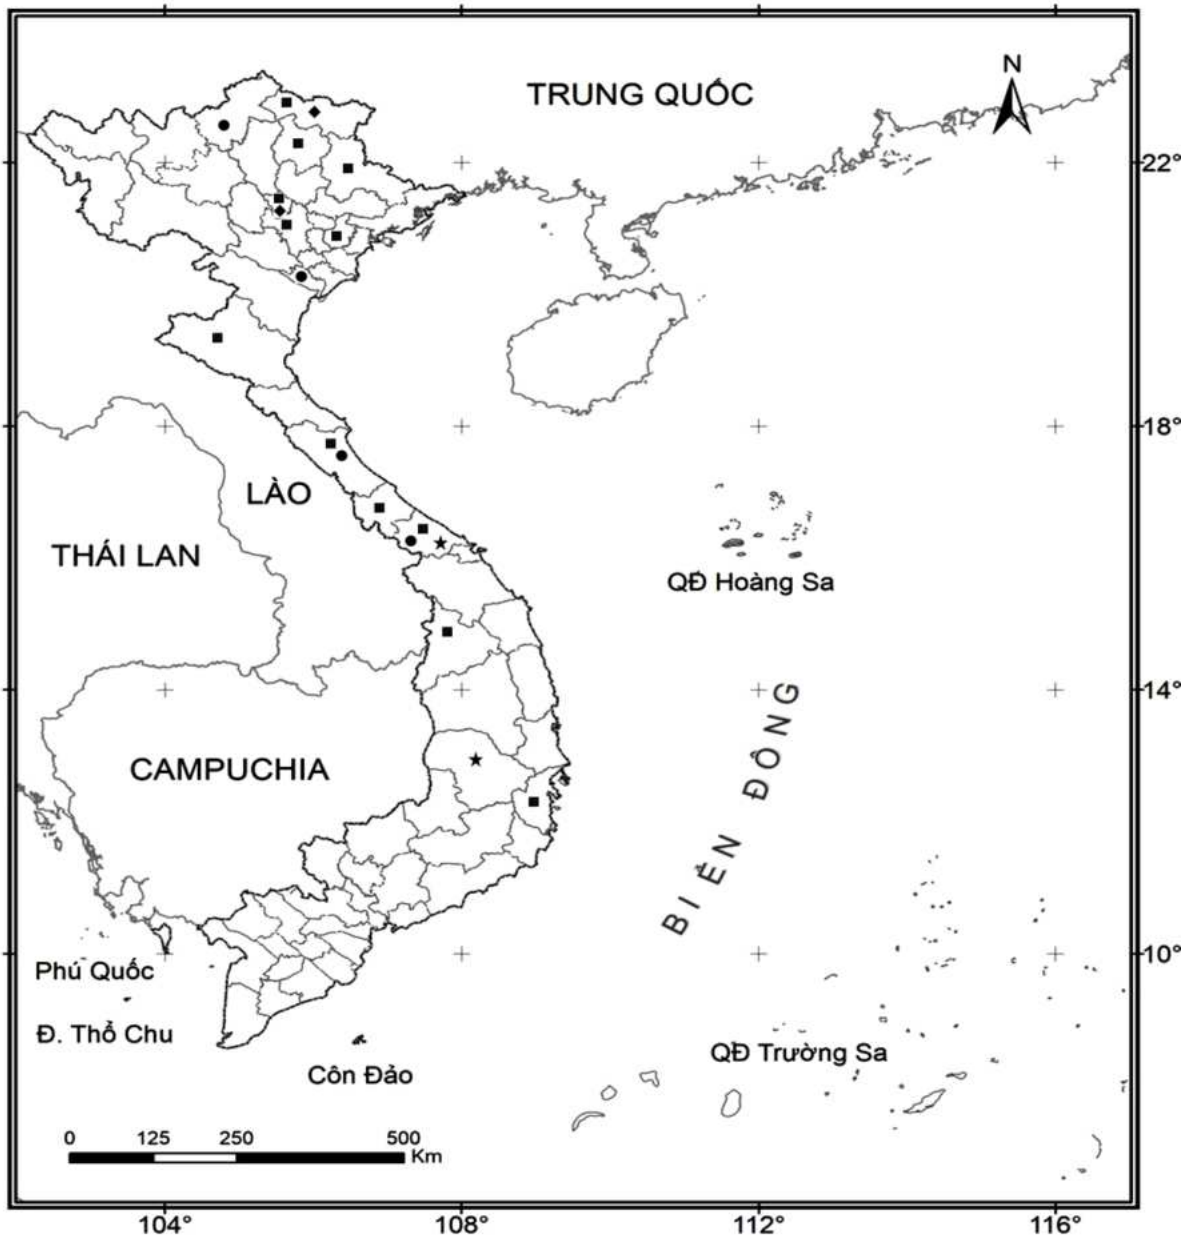 N
TRUNG QUỐC
22°
18°
LÀO
THÁI LAN
QĐ Hoàng Sa
14°
CAMPUCHIA
BIỂN ĐÔNG
10°
Phú Quốc
Đ. Thổ Chu
QĐ Trường Sa
Côn Đảo
0 125 250 500
Km
104° 108° 112° 116°